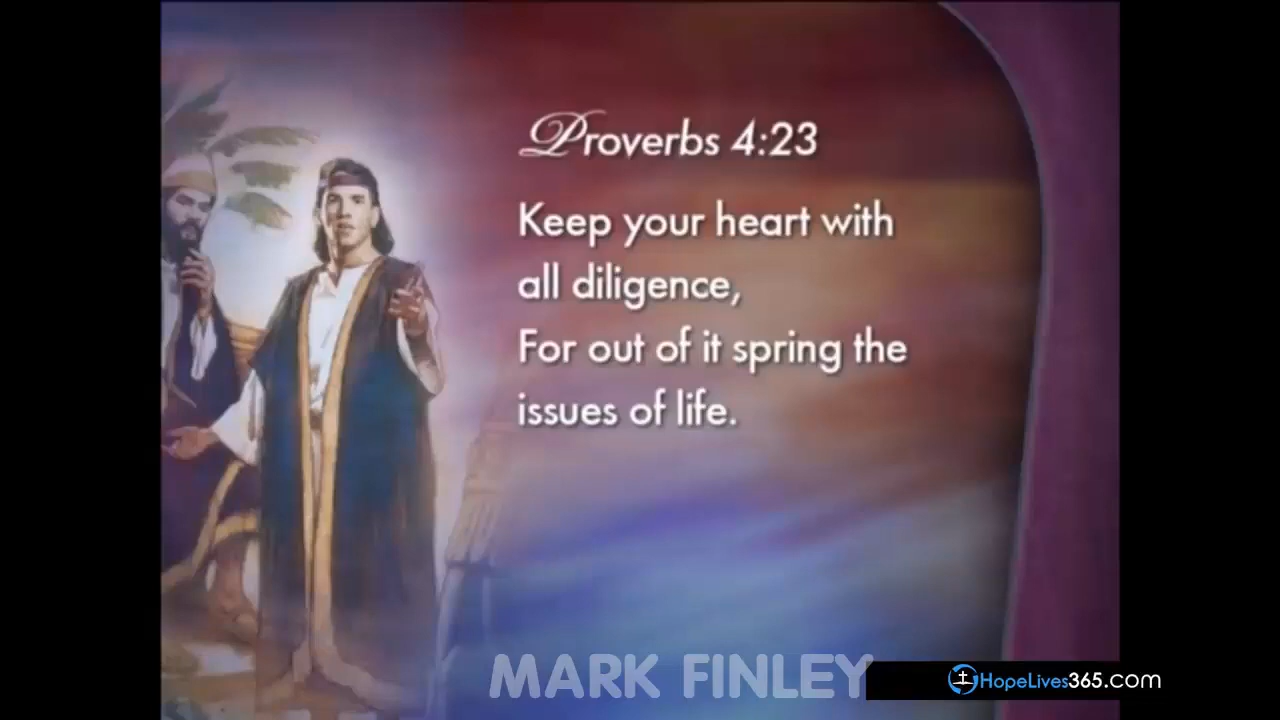 Proverbs 4:23
Keep your heart with
all diligence,
For out of it spring the
issues of life.
MARK FINLEY
HopeLives365.com